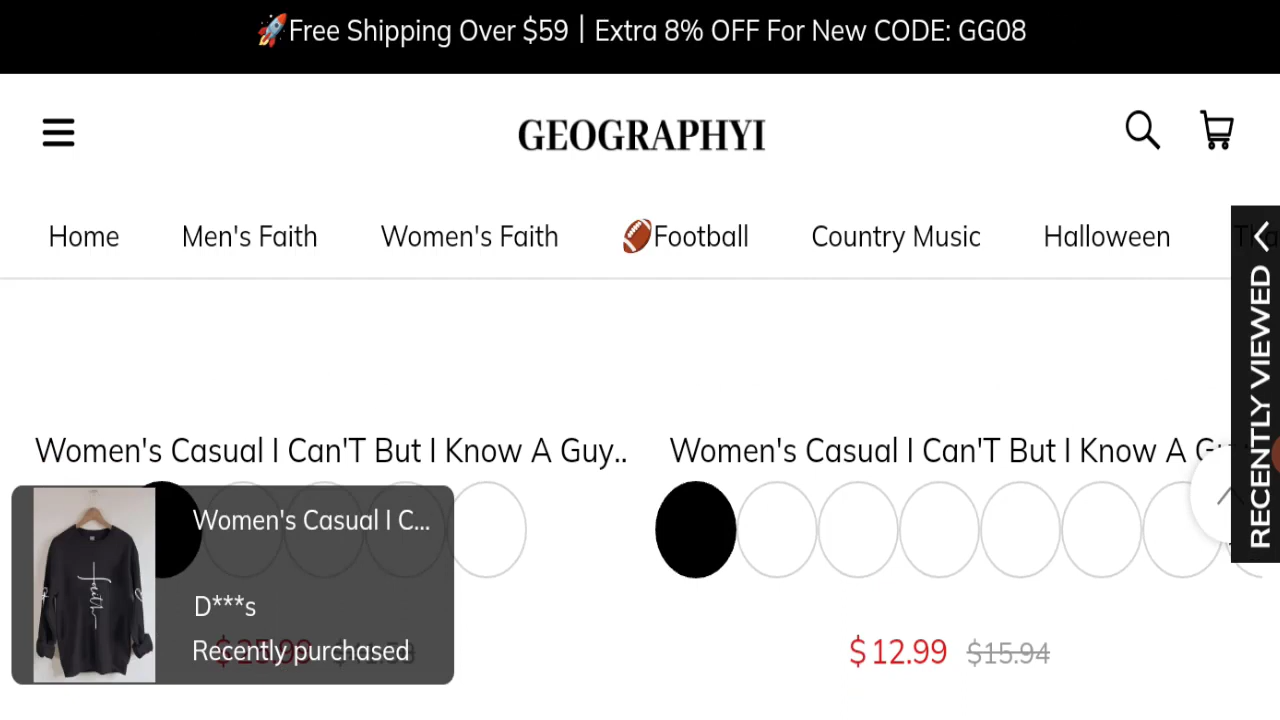 🚀Free Shipping Over $59 | Extra 8% OFF For New CODE: GG08
GEOGRAPHYI
Home
Men's Faith
Women's Faith
🏈Football
Country Music
Halloween
RECENTLY VIEWED
Women's Casual I Can'T But I Know A Guy..
Women's Casual I Can'T But I Know A
Women's Casual I C...
faith
D***s
Recently purchased
$12.99 $15.94